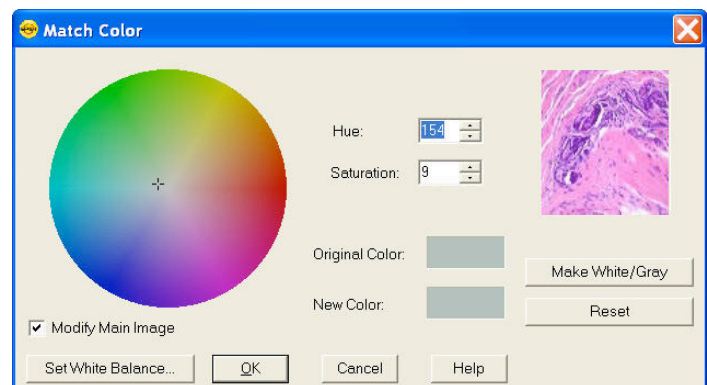 Match Color
Hue: 154
Saturation: 9
Original Color:
New Color:
Make White/Gray
Reset
Modify Main Image
Set White Balance... OK Cancel Help